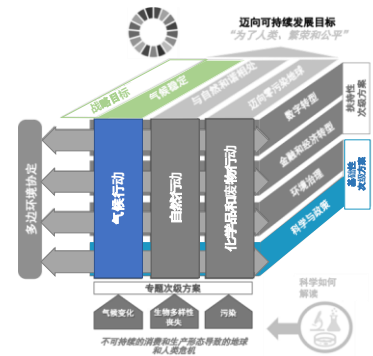 迈向可持续发展目标
“为了人类，繁荣和公平”
战略目标
气候稳定
与自然和谐相处
迈向零污染地球
数字转型
金融和经济转型
环境治理
科学与政策
扶持性
次级方案
基础性
次级方案
多边环境协定
气候行动
自然行动
化学品和废物行动
专题次级方案
气候变化
生物多样性
丧失
污染
科学如何
解读
不可持续的消费和生产形态导致的地球
和人类危机